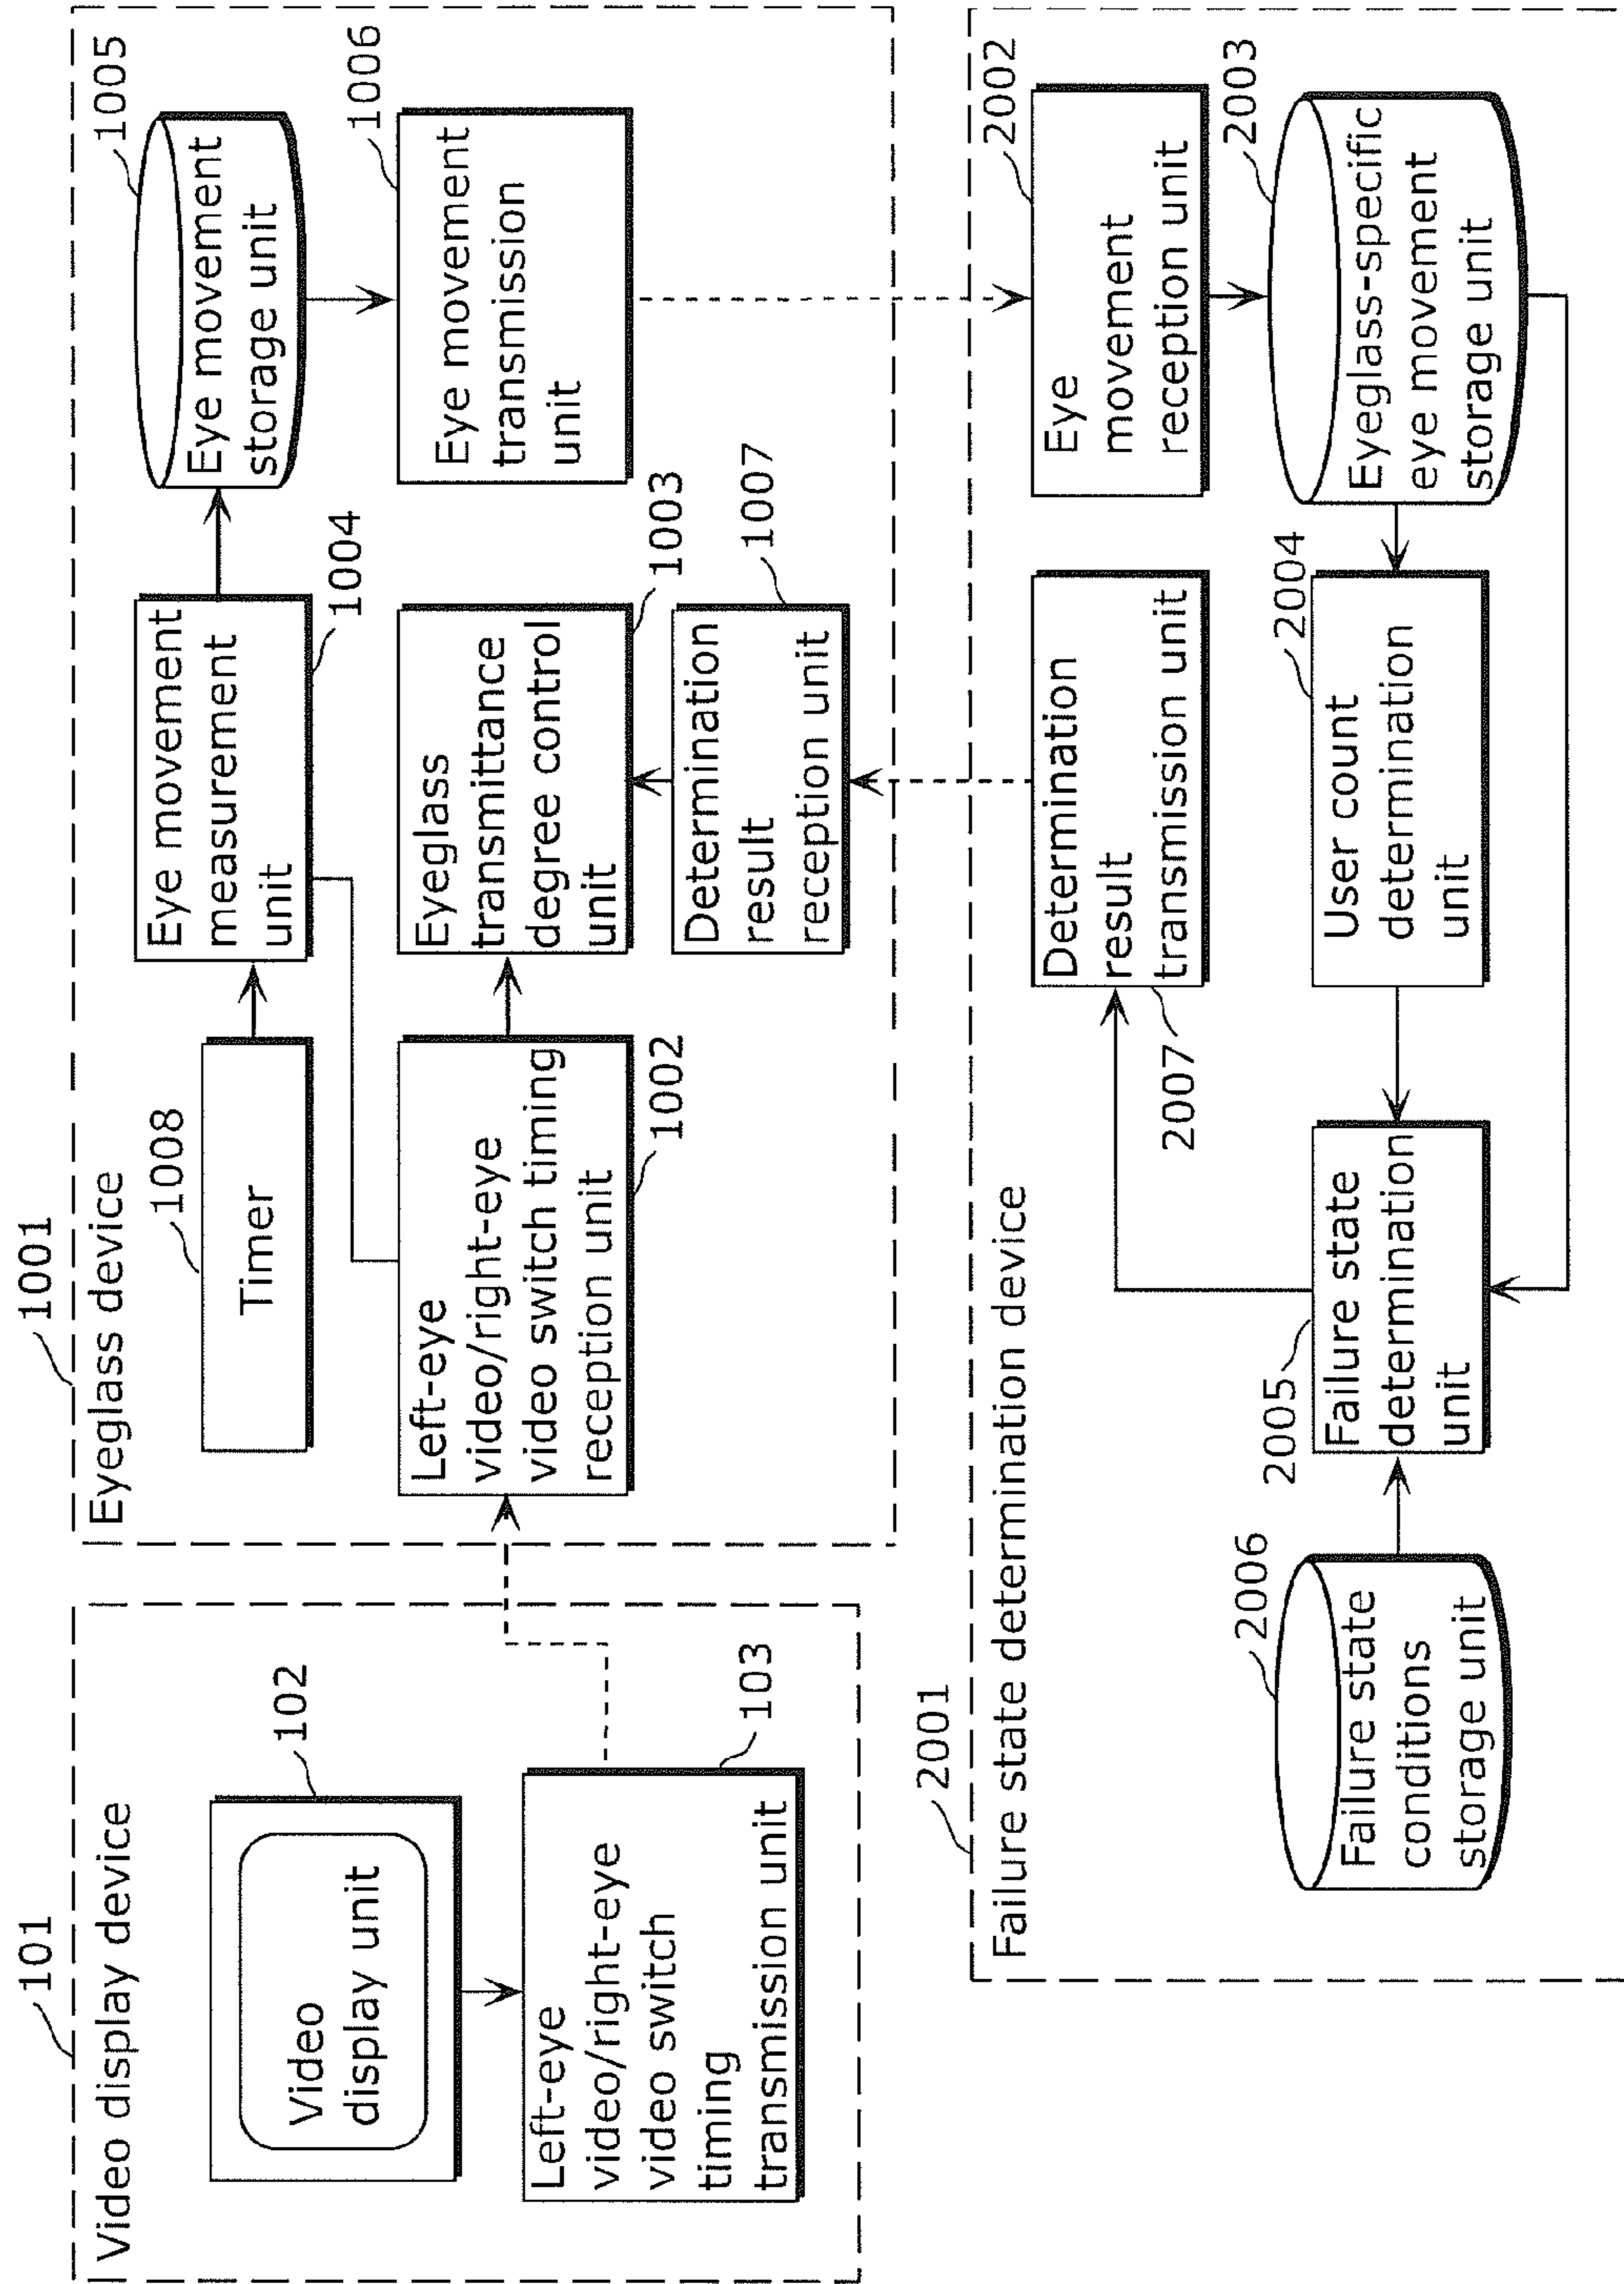 101
Video display device
102
Video
display unit
Left-eye
video/right-eye
video switch
timing
transmission unit
103
1001
Eyeglass device
1008
Timer
Left-eye
video/right-eye
video switch timing
reception unit
1002
Eye movement
measurement
unit
1004
Eyeglass
transmittance
degree control
unit
1003
Determination
result
reception unit
1007
1005
Eye movement
storage unit
1006
Eye movement
transmission
unit
2001
Failure state determination device
2006
Failure state
conditions
storage unit
2005
Failure state
determination
unit
2007
Determination
result
transmission unit
2004
User count
determination
unit
2002
Eye
movement
reception unit
2003
Eyeglass-specific
eye movement
storage unit